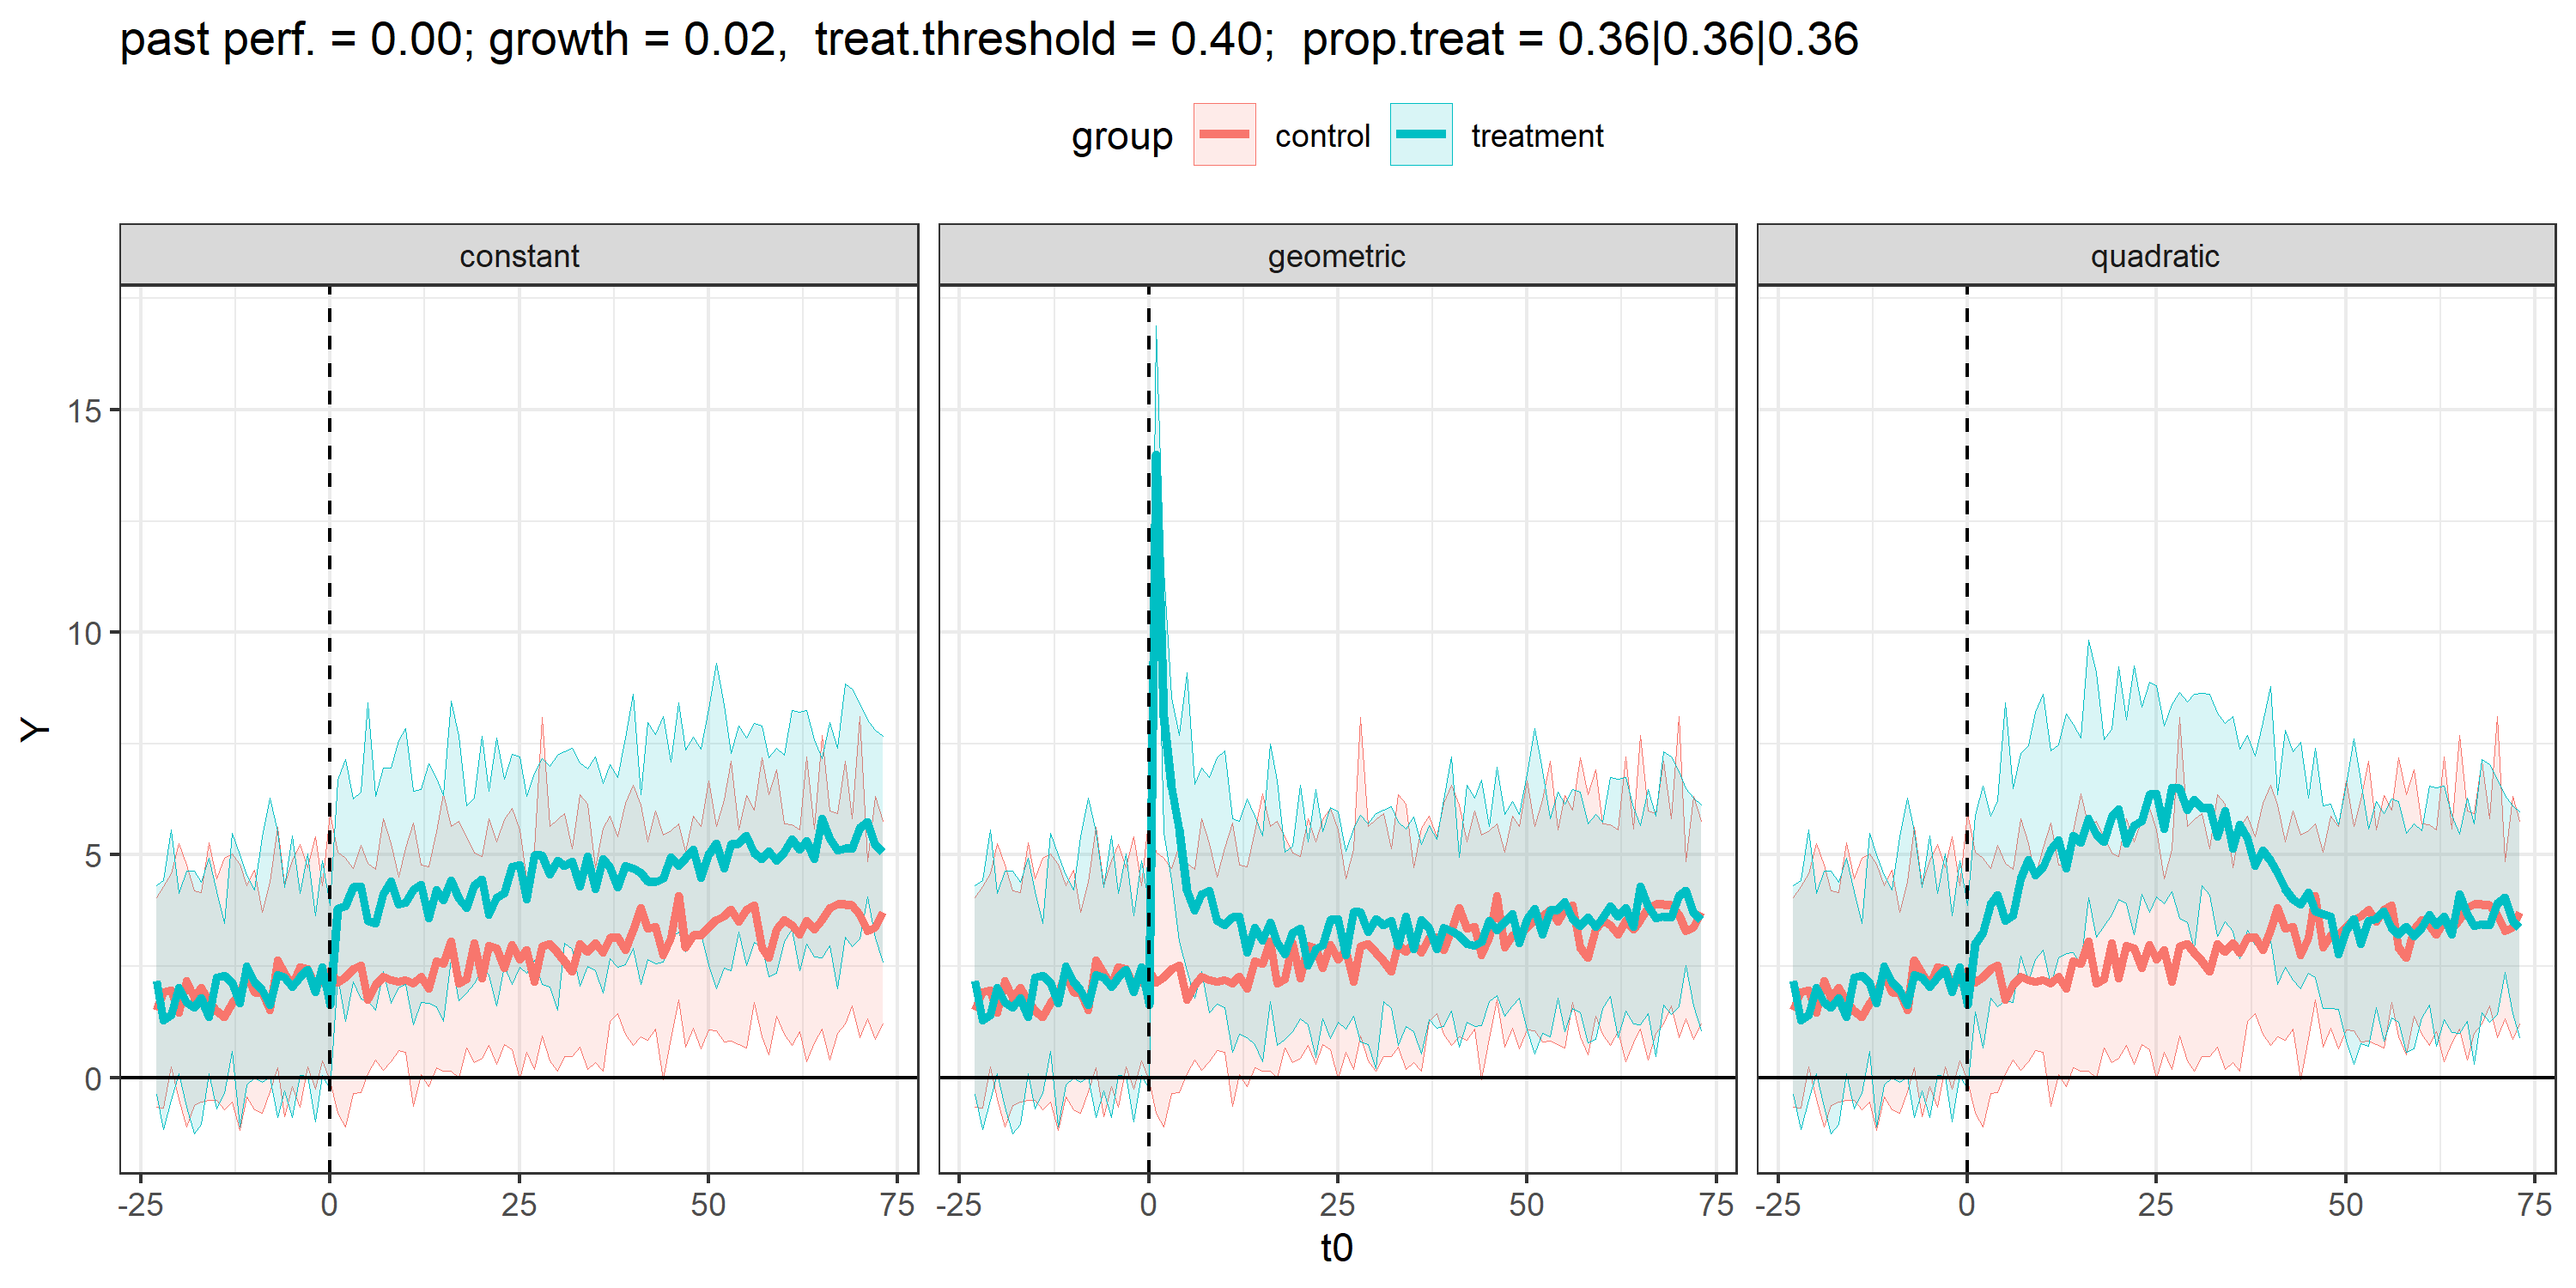 past perf. = 0.00; growth = 0.02,  treat.threshold = 0.40;  prop.treat = 0.36|0.36|0.36
group control treatment
constant geometric quadratic
15
10
5
0
Y
-25 0 25 50 75 -25 0 25 50 75 -25 0 25 50 75
t0